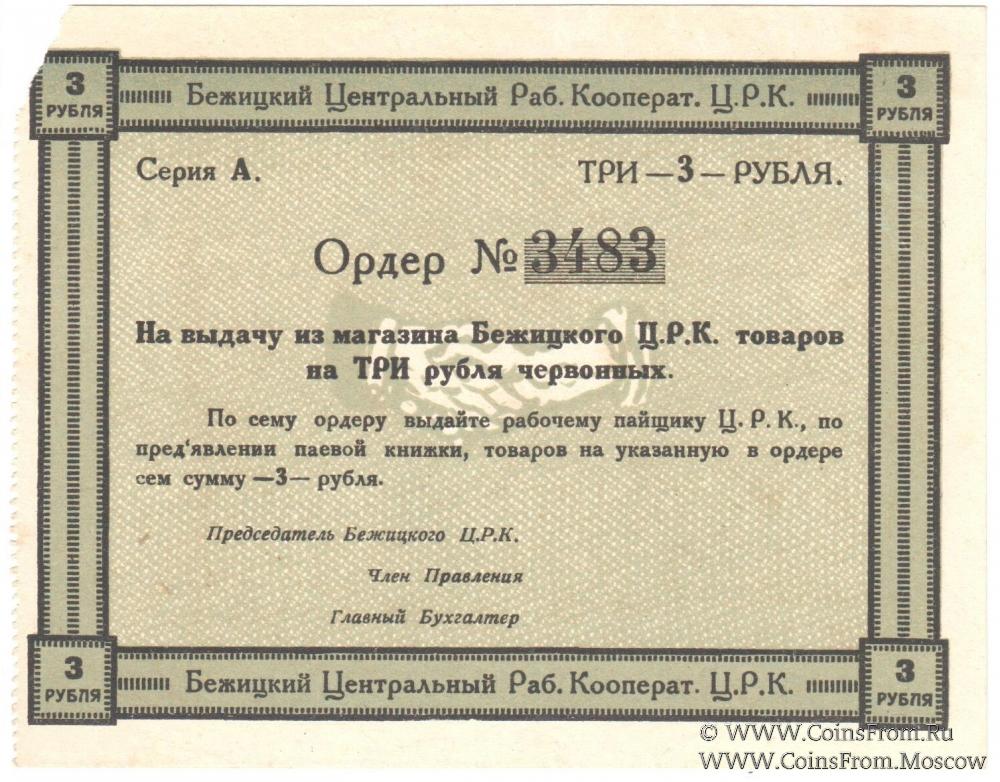 3 РУБЛЯ
Бежицкий Центральный Раб. Кооперат. Ц.Р.К.
3 РУБЛЯ
Серия А.
ТРИ —3— РУБЛЯ.
Ордер № 3483
На выдачу из магазина Бежицкого Ц.Р.К. товаров
на ТРИ рубля червонных.
По сему ордеру выдайте рабочему пайщику Ц. Р. К., по
пред‘явлении паевой книжки, товаров на указанную в ордере
сем сумму —3— рубля.
Председатель Бежицкого Ц.Р.К.
Член Правления
Главный Бухгалтер
3 РУБЛЯ
Бежицкий Центральный Раб. Кооперат. Ц.Р.К.
3 РУБЛЯ
© WWW.CoinsFrom.Ru
WWW.CoinsFrom.Moscow